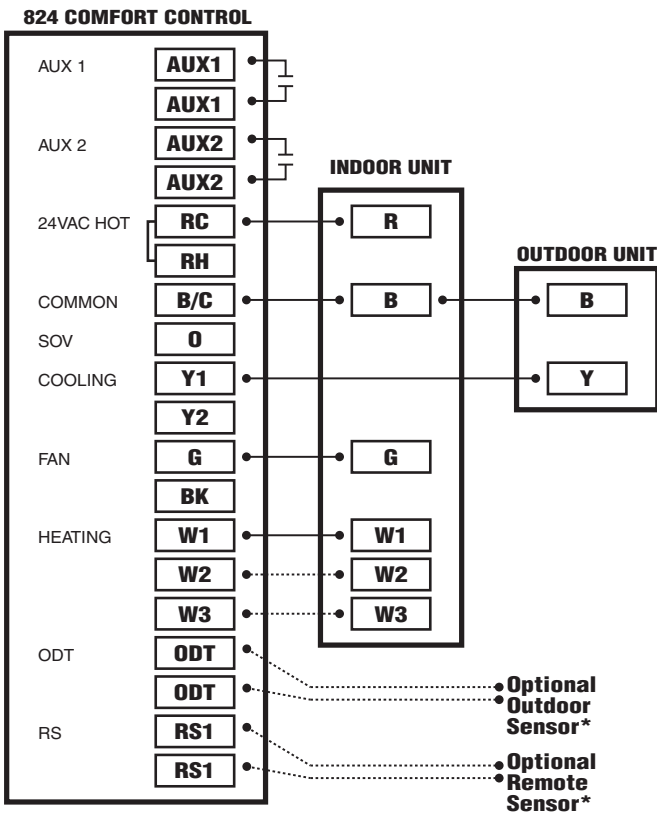 824 COMFORT CONTROL
AUX 1
AUX1
AUX1
AUX 2
AUX2
AUX2
INDOOR UNIT
24VAC HOT
RC
R
RH
OUTDOOR UNIT
COMMON
B/C
B
B
SOV
O
COOLING
Y1
Y
Y2
FAN
G
G
BK
HEATING
W1
W1
W2
W2
W3
W3
ODT
ODT
ODT
Optional
Outdoor
Sensor*
RS
RS1
RS1
Optional
Remote
Sensor*